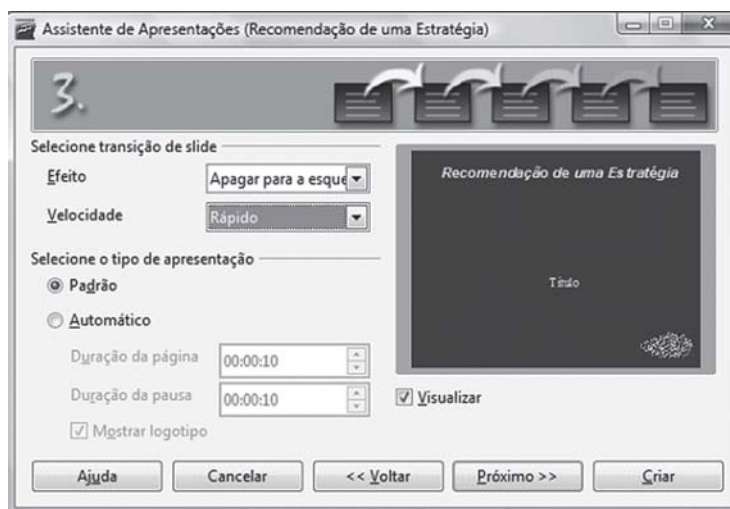 Assistente de Apresentações (Recomendação de uma Estratégia)
3.
Selecione transição de slide
Efeito Apagar para a esque
Velocidade Rápido
Selecione o tipo de apresentação
Padrão
Automático
Duração da página 00:00:10
Duração da pausa 00:00:10
Mostrar logotipo
Recomendação de uma Estratégia
Título
Visualizar
Ajuda Cancelar << Voltar Próximo >> Criar